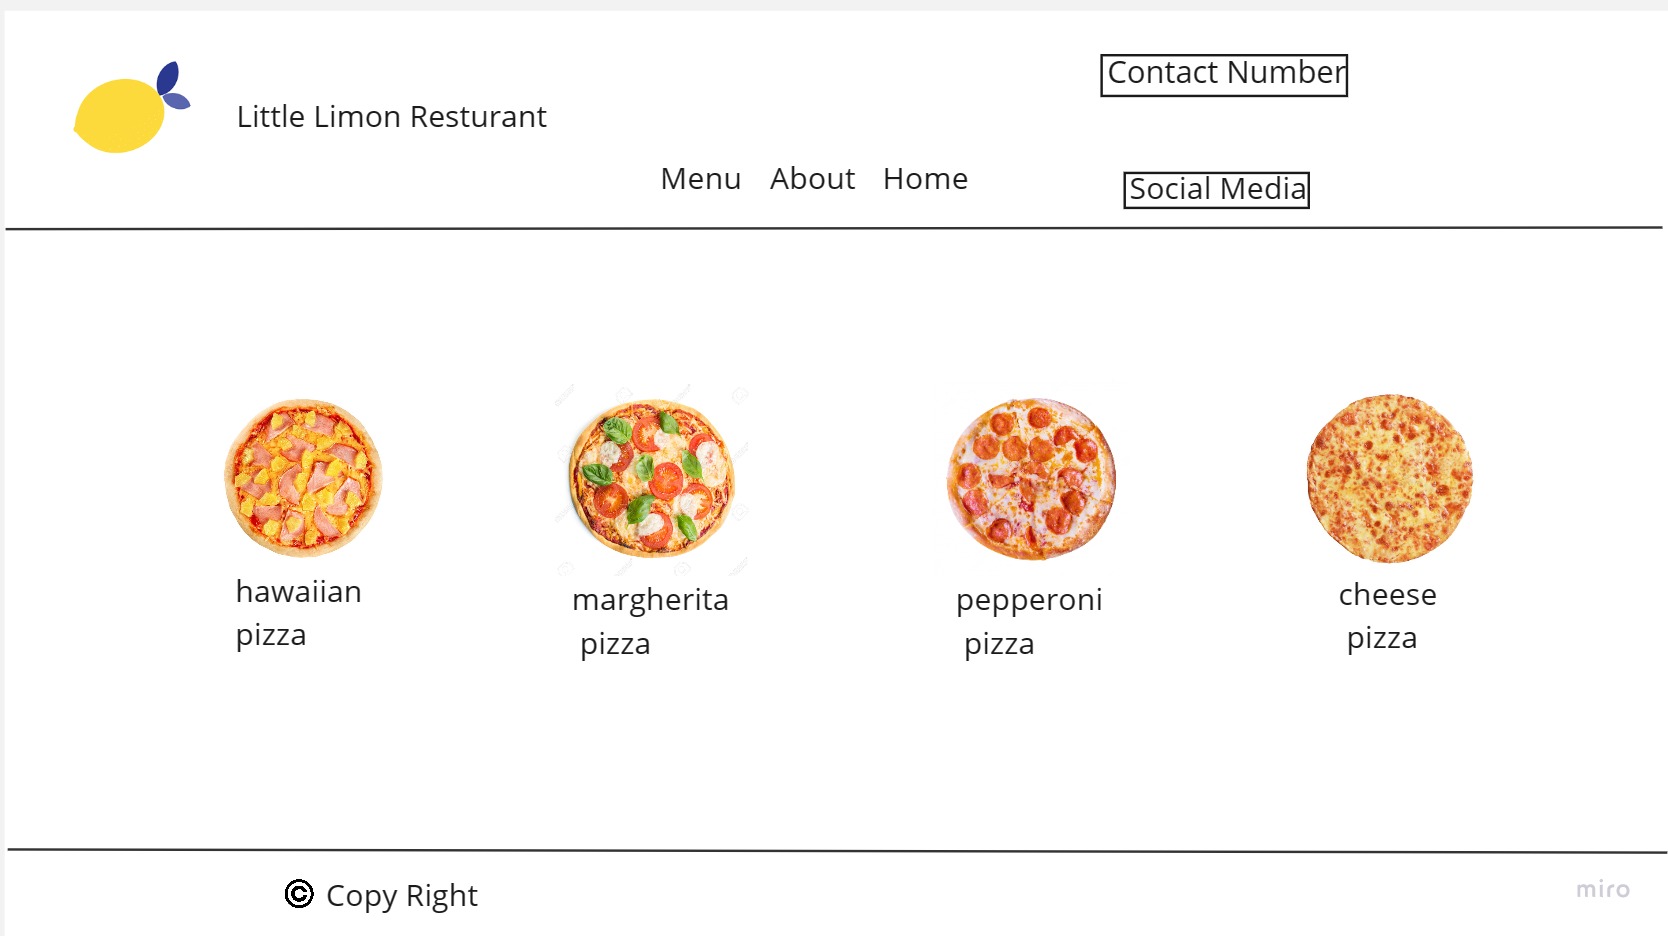 Contact Number
Little Limon Resturant
Menu About Home
Social Media
hawaiian
pizza
margherita
pizza
pepperoni
pizza
cheese
pizza
© Copy Right
miro